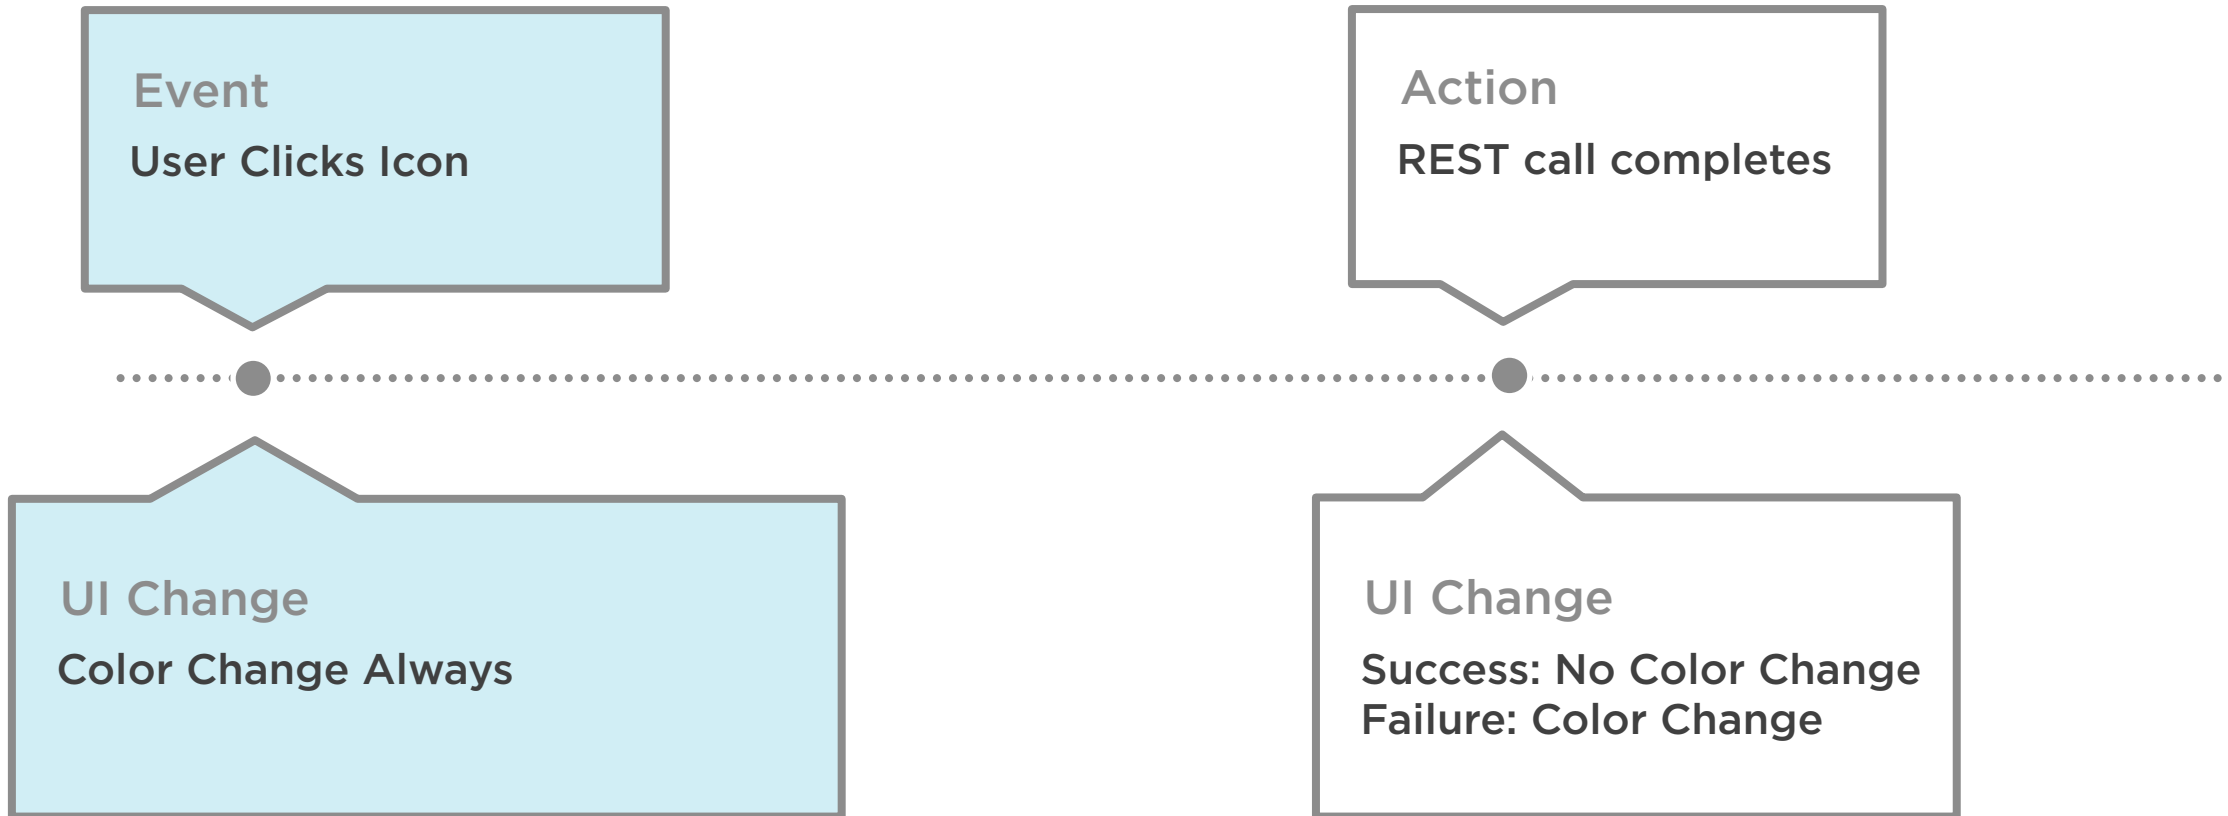 Event
User Clicks Icon
Action
REST call completes
UI Change
Color Change Always
UI Change
Success: No Color Change
Failure: Color Change